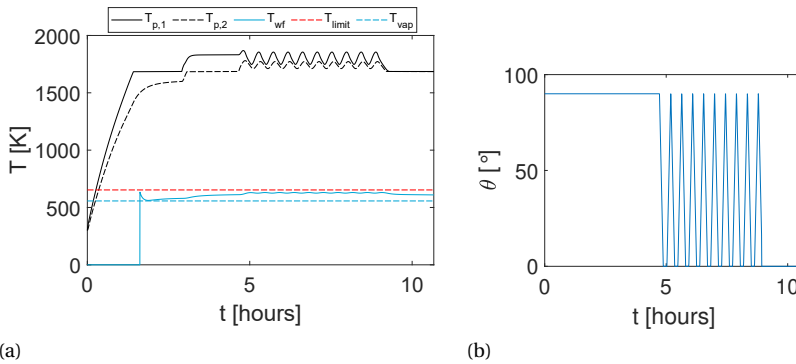 T_p,1 T_p,2 T_wf T_limit T_vap
2000
1500
1000
500
0
T [K]
0 5 10
t [hours]
(a)
100
50
0
θ [°]
0 5 10
t [hours]
(b)